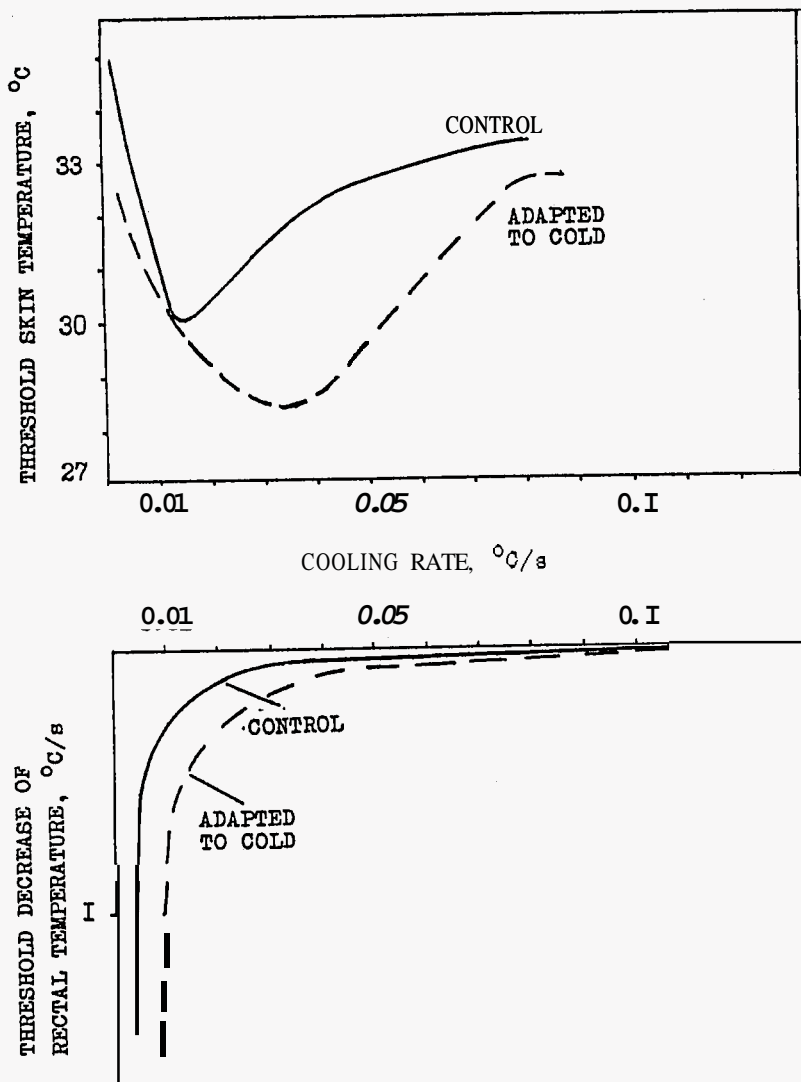 THRESHOLD SKIN TEMPERATURE, °C
33
30
27
CONTROL
ADAPTED
TO COLD
0.01 0.05 0.I
COOLING RATE, °C/s
0.01 0.05 0.I
THRESHOLD DECREASE OF
RECTAL TEMPERATURE, °C/s
I
CONTROL
ADAPTED
TO COLD